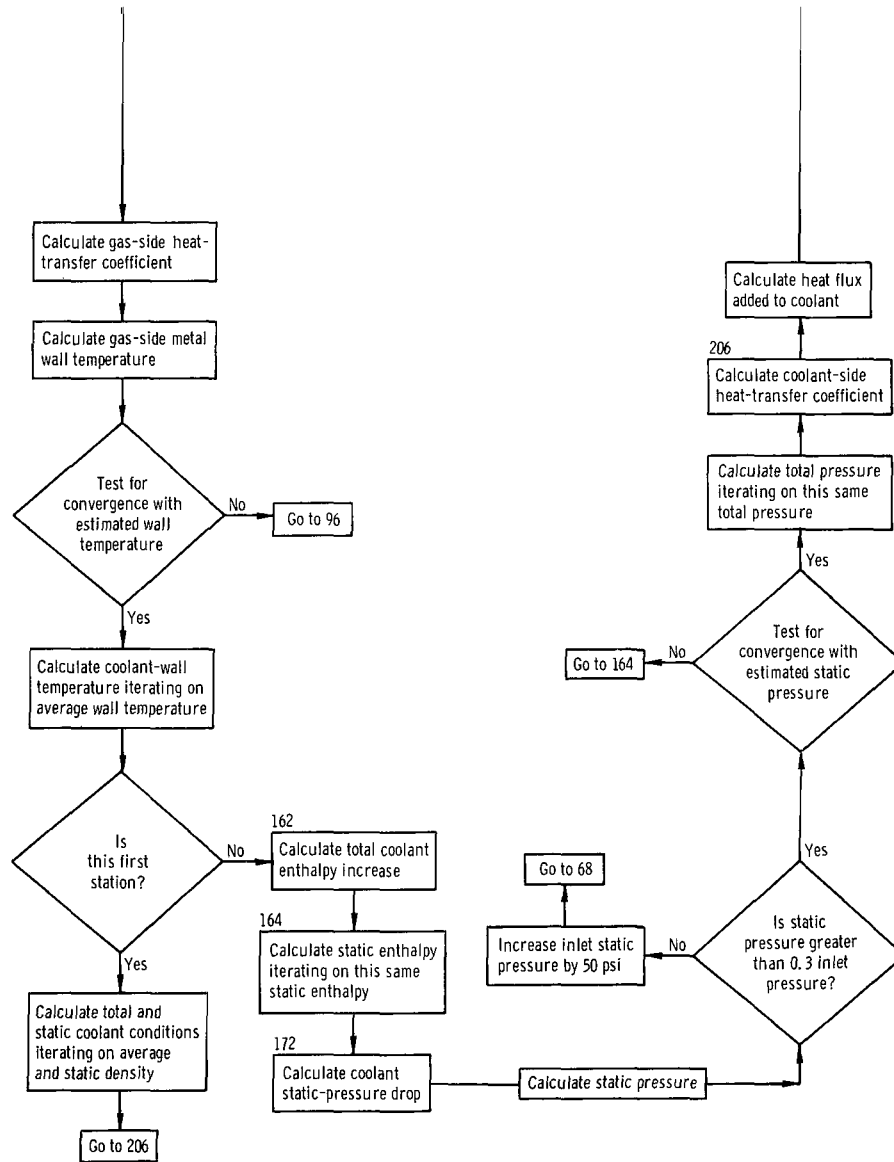 Calculate gas-side heat-
transfer coefficient
Calculate gas-side metal
wall temperature
Test for
convergence with
estimated wall
temperature
No
Go to 96
Yes
Calculate coolant-wall
temperature iterating on
average wall temperature
Is
this first
station?
No
Yes
Calculate total and
static coolant conditions
iterating on average
and static density
Go to 206
162
Calculate total coolant
enthalpy increase
164
Calculate static enthalpy
iterating on this same
static enthalpy
172
Calculate coolant
static-pressure drop
Calculate static pressure
Is static
pressure greater
than 0.3 inlet
pressure?
No
Increase inlet static
pressure by 50 psi
Go to 68
Yes
Test for
convergence with
estimated static
pressure
No
Go to 164
Yes
Calculate total pressure
iterating on this same
total pressure
206
Calculate coolant-side
heat-transfer coefficient
Calculate heat flux
added to coolant